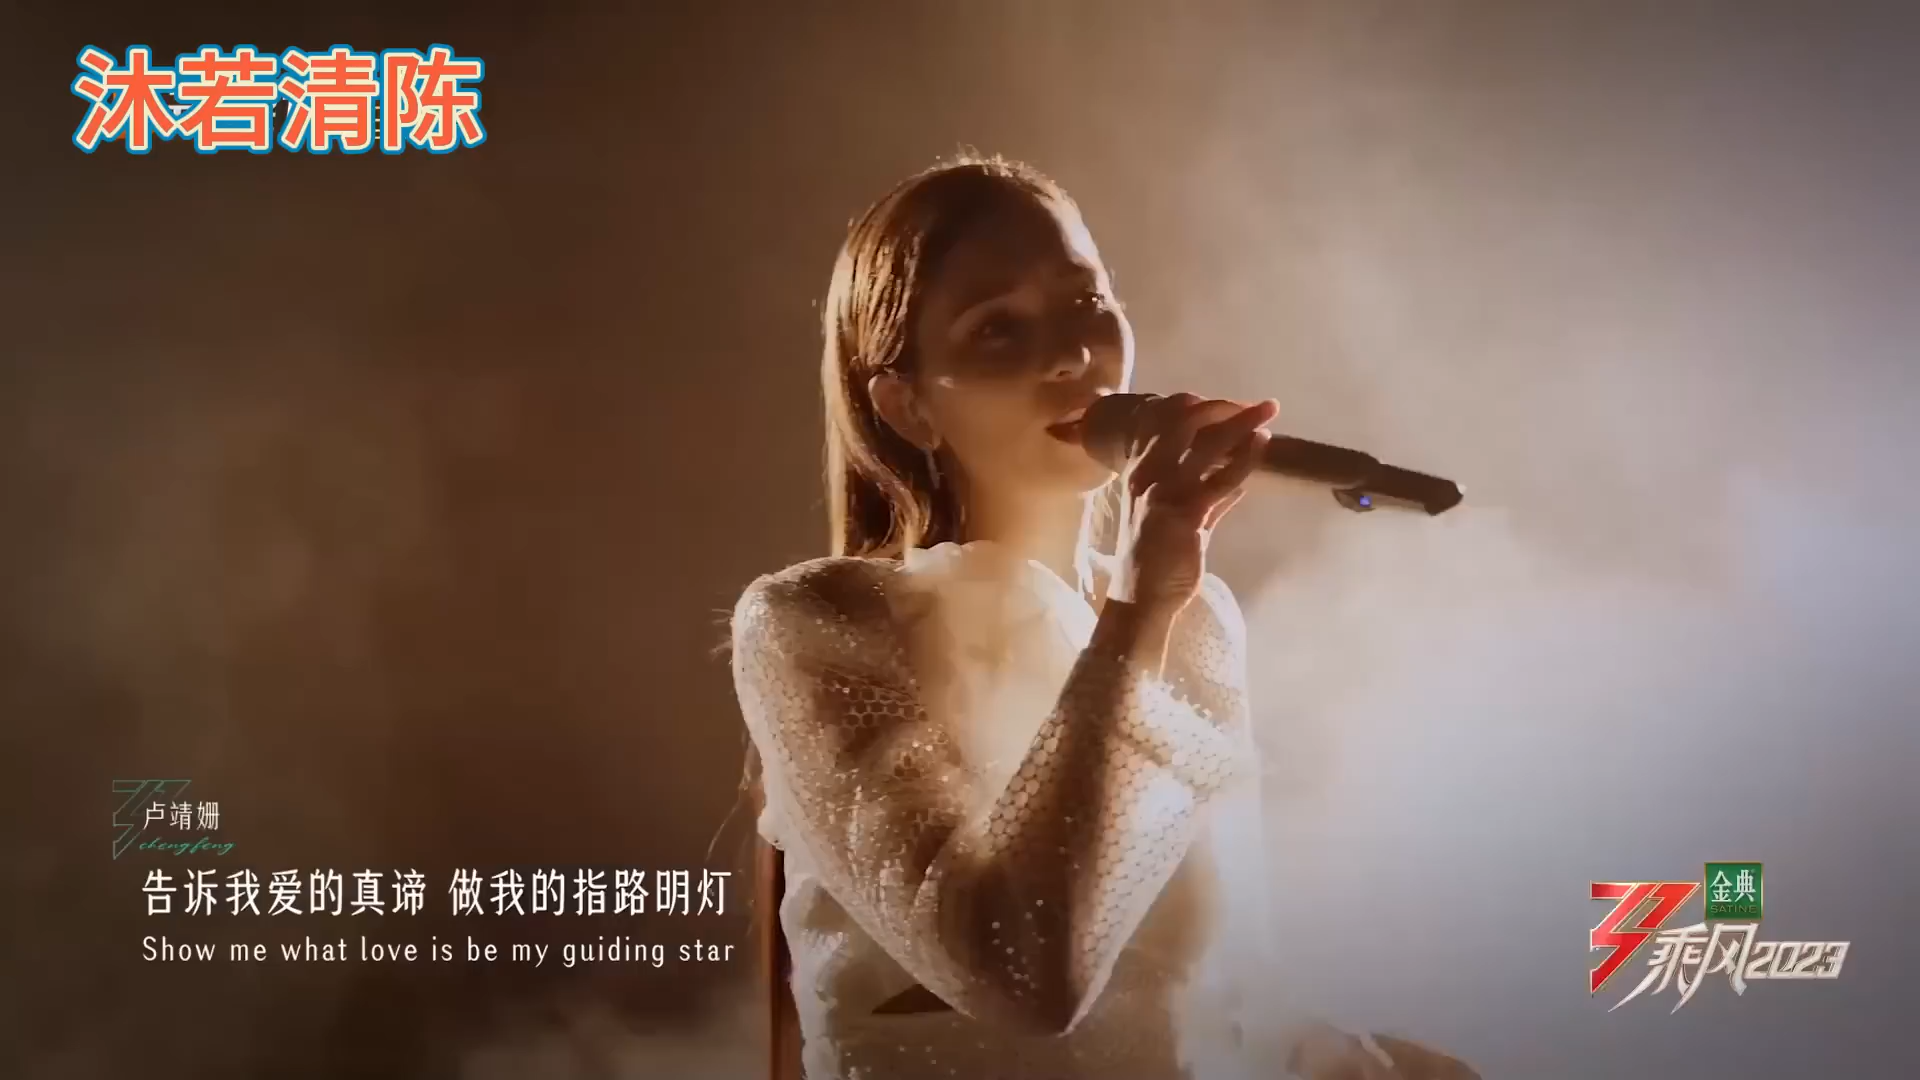 沐若清陈
卢靖姗
chengfeng
告诉我爱的真谛 做我的指路明灯
Show me what love is be my guiding star
金典
SATINE
乘风2023